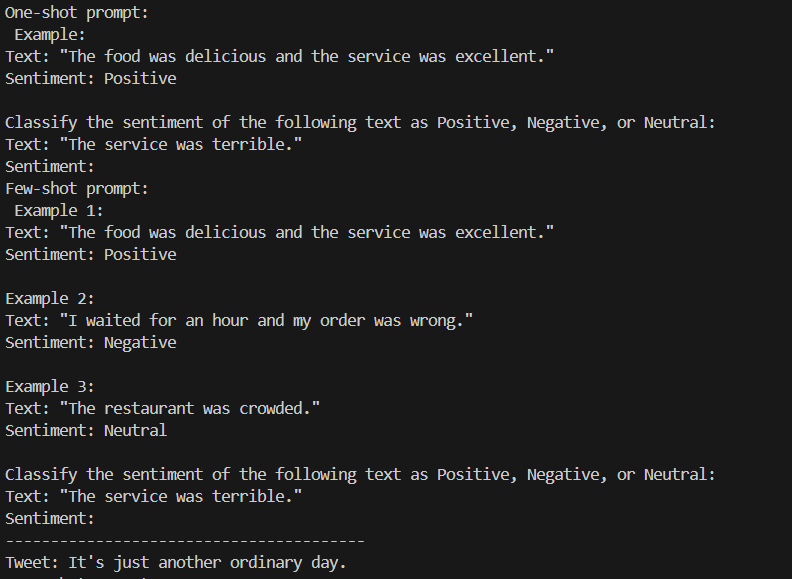 One-shot prompt:
Example:
Text: "The food was delicious and the service was excellent."
Sentiment: Positive
Classify the sentiment of the following text as Positive, Negative, or Neutral:
Text: "The service was terrible."
Sentiment:
Few-shot prompt:
Example 1:
Text: "The food was delicious and the service was excellent."
Sentiment: Positive
Example 2:
Text: "I waited for an hour and my order was wrong."
Sentiment: Negative
Example 3:
Text: "The restaurant was crowded."
Sentiment: Neutral
Classify the sentiment of the following text as Positive, Negative, or Neutral:
Text: "The service was terrible."
Sentiment:
----------------------------------------
Tweet: It's just another ordinary day.